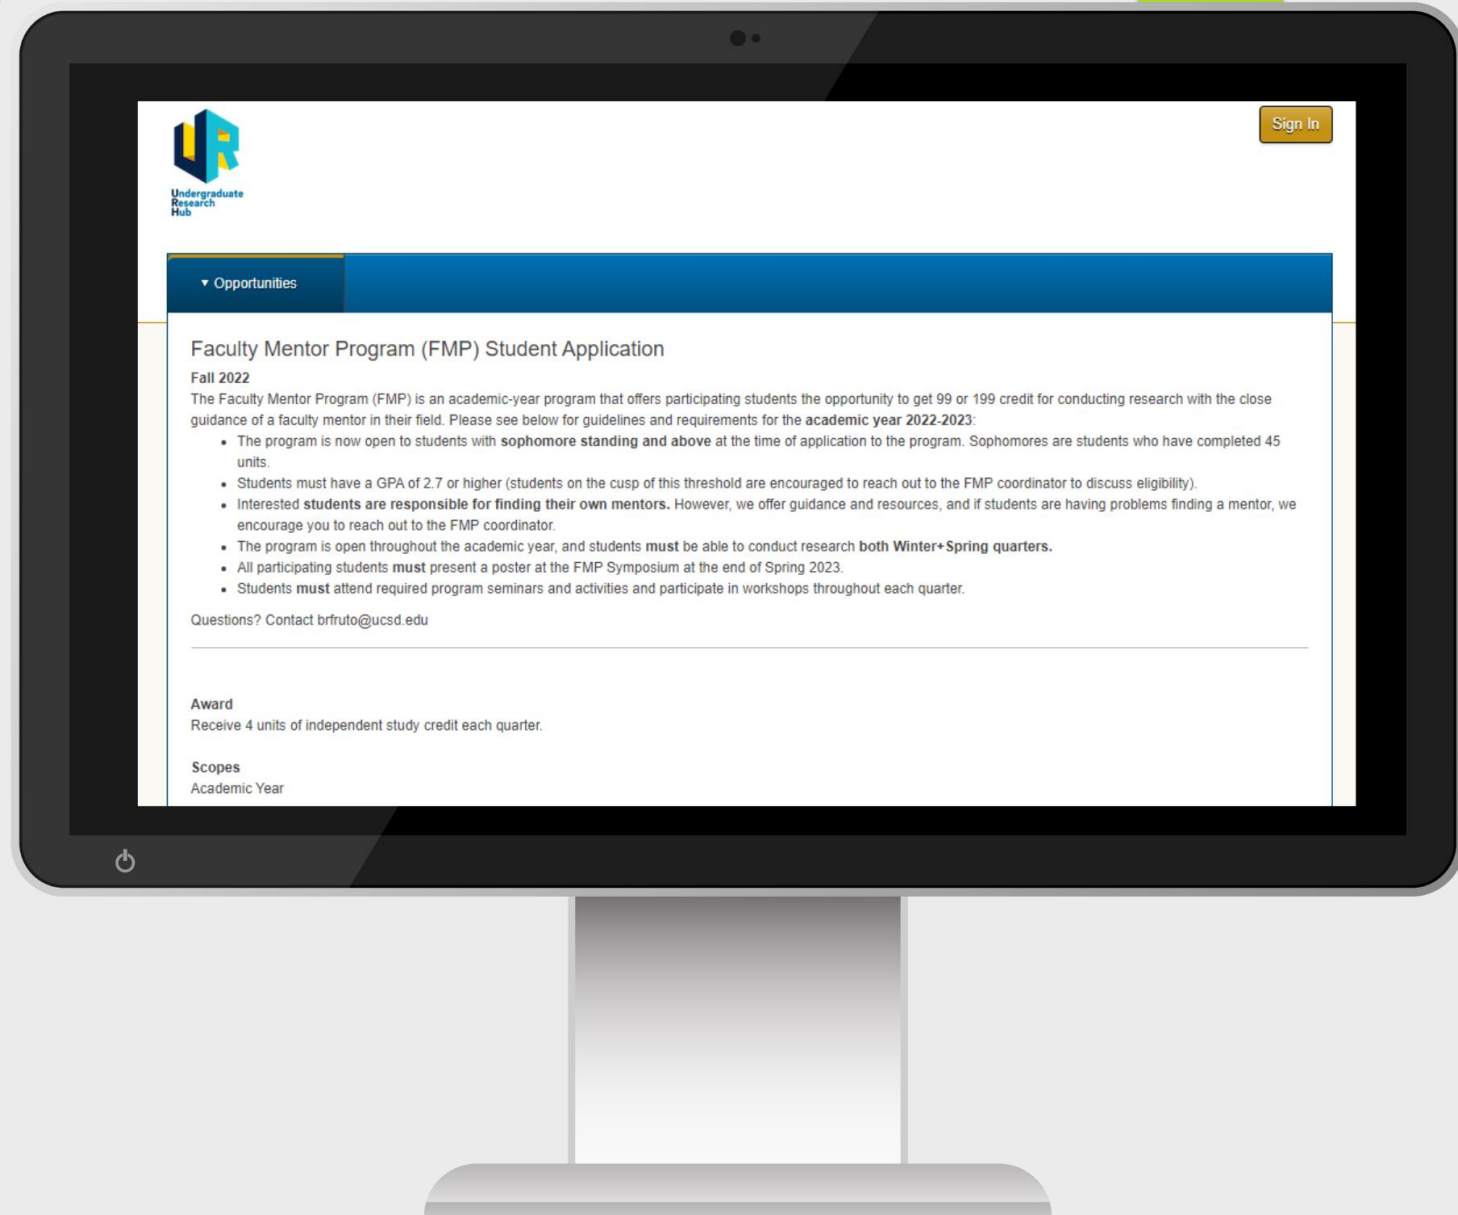 Sign In
Undergraduate
Research
Hub
▾ Opportunities
Faculty Mentor Program (FMP) Student Application
Fall 2022
The Faculty Mentor Program (FMP) is an academic-year program that offers participating students the opportunity to get 99 or 199 credit for conducting research with the close
guidance of a faculty mentor in their field. Please see below for guidelines and requirements for the academic year 2022-2023:
• The program is now open to students with sophomore standing and above at the time of application to the program. Sophomores are students who have completed 45
units.
• Students must have a GPA of 2.7 or higher (students on the cusp of this threshold are encouraged to reach out to the FMP coordinator to discuss eligibility).
• Interested students are responsible for finding their own mentors. However, we offer guidance and resources, and if students are having problems finding a mentor, we
encourage you to reach out to the FMP coordinator.
• The program is open throughout the academic year, and students must be able to conduct research both Winter+Spring quarters.
• All participating students must present a poster at the FMP Symposium at the end of Spring 2023.
• Students must attend required program seminars and activities and participate in workshops throughout each quarter.
Questions? Contact brfruto@ucsd.edu
Award
Receive 4 units of independent study credit each quarter.
Scopes
Academic Year